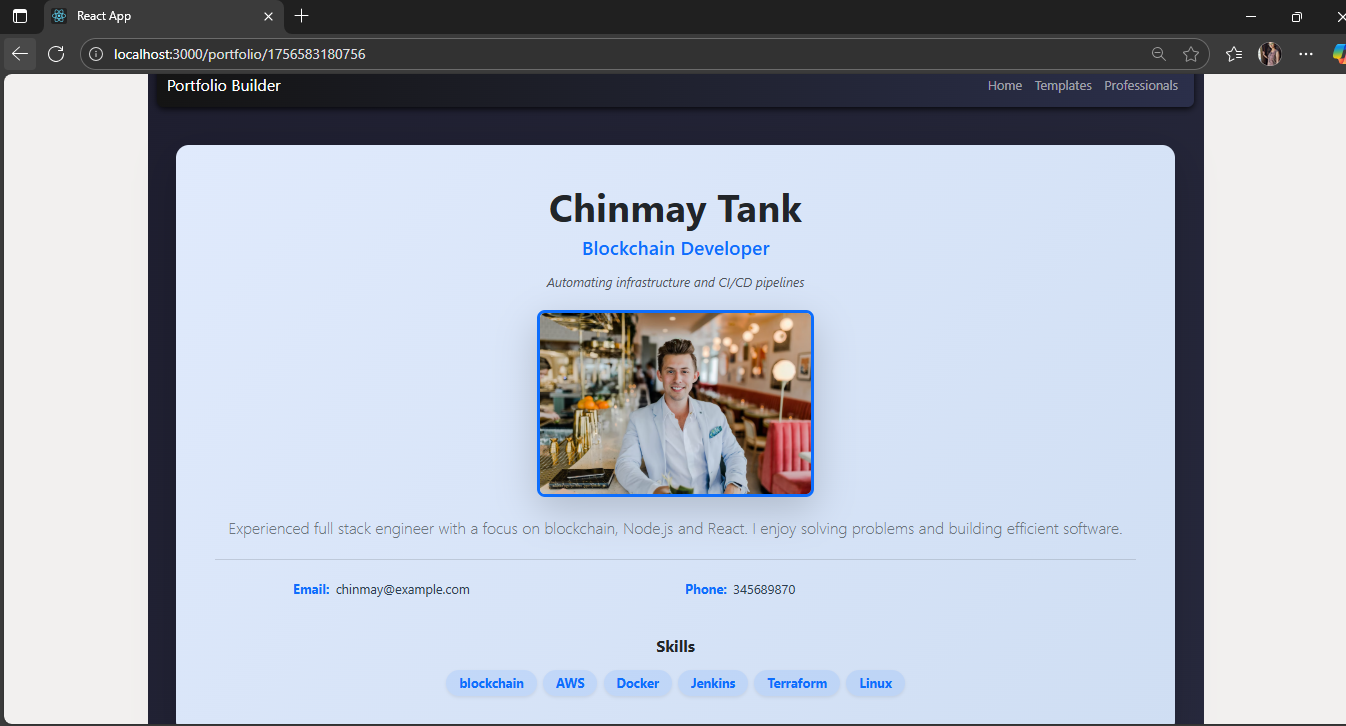 React App
localhost:3000/portfolio/1756583180756
Portfolio Builder Home Templates Professionals
Chinmay Tank
Blockchain Developer
Automating infrastructure and CI/CD pipelines
Experienced full stack engineer with a focus on blockchain, Node.js and React. I enjoy solving problems and building efficient software.
Email: chinmay@example.com Phone: 345689870
Skills
blockchain AWS Docker Jenkins Terraform Linux